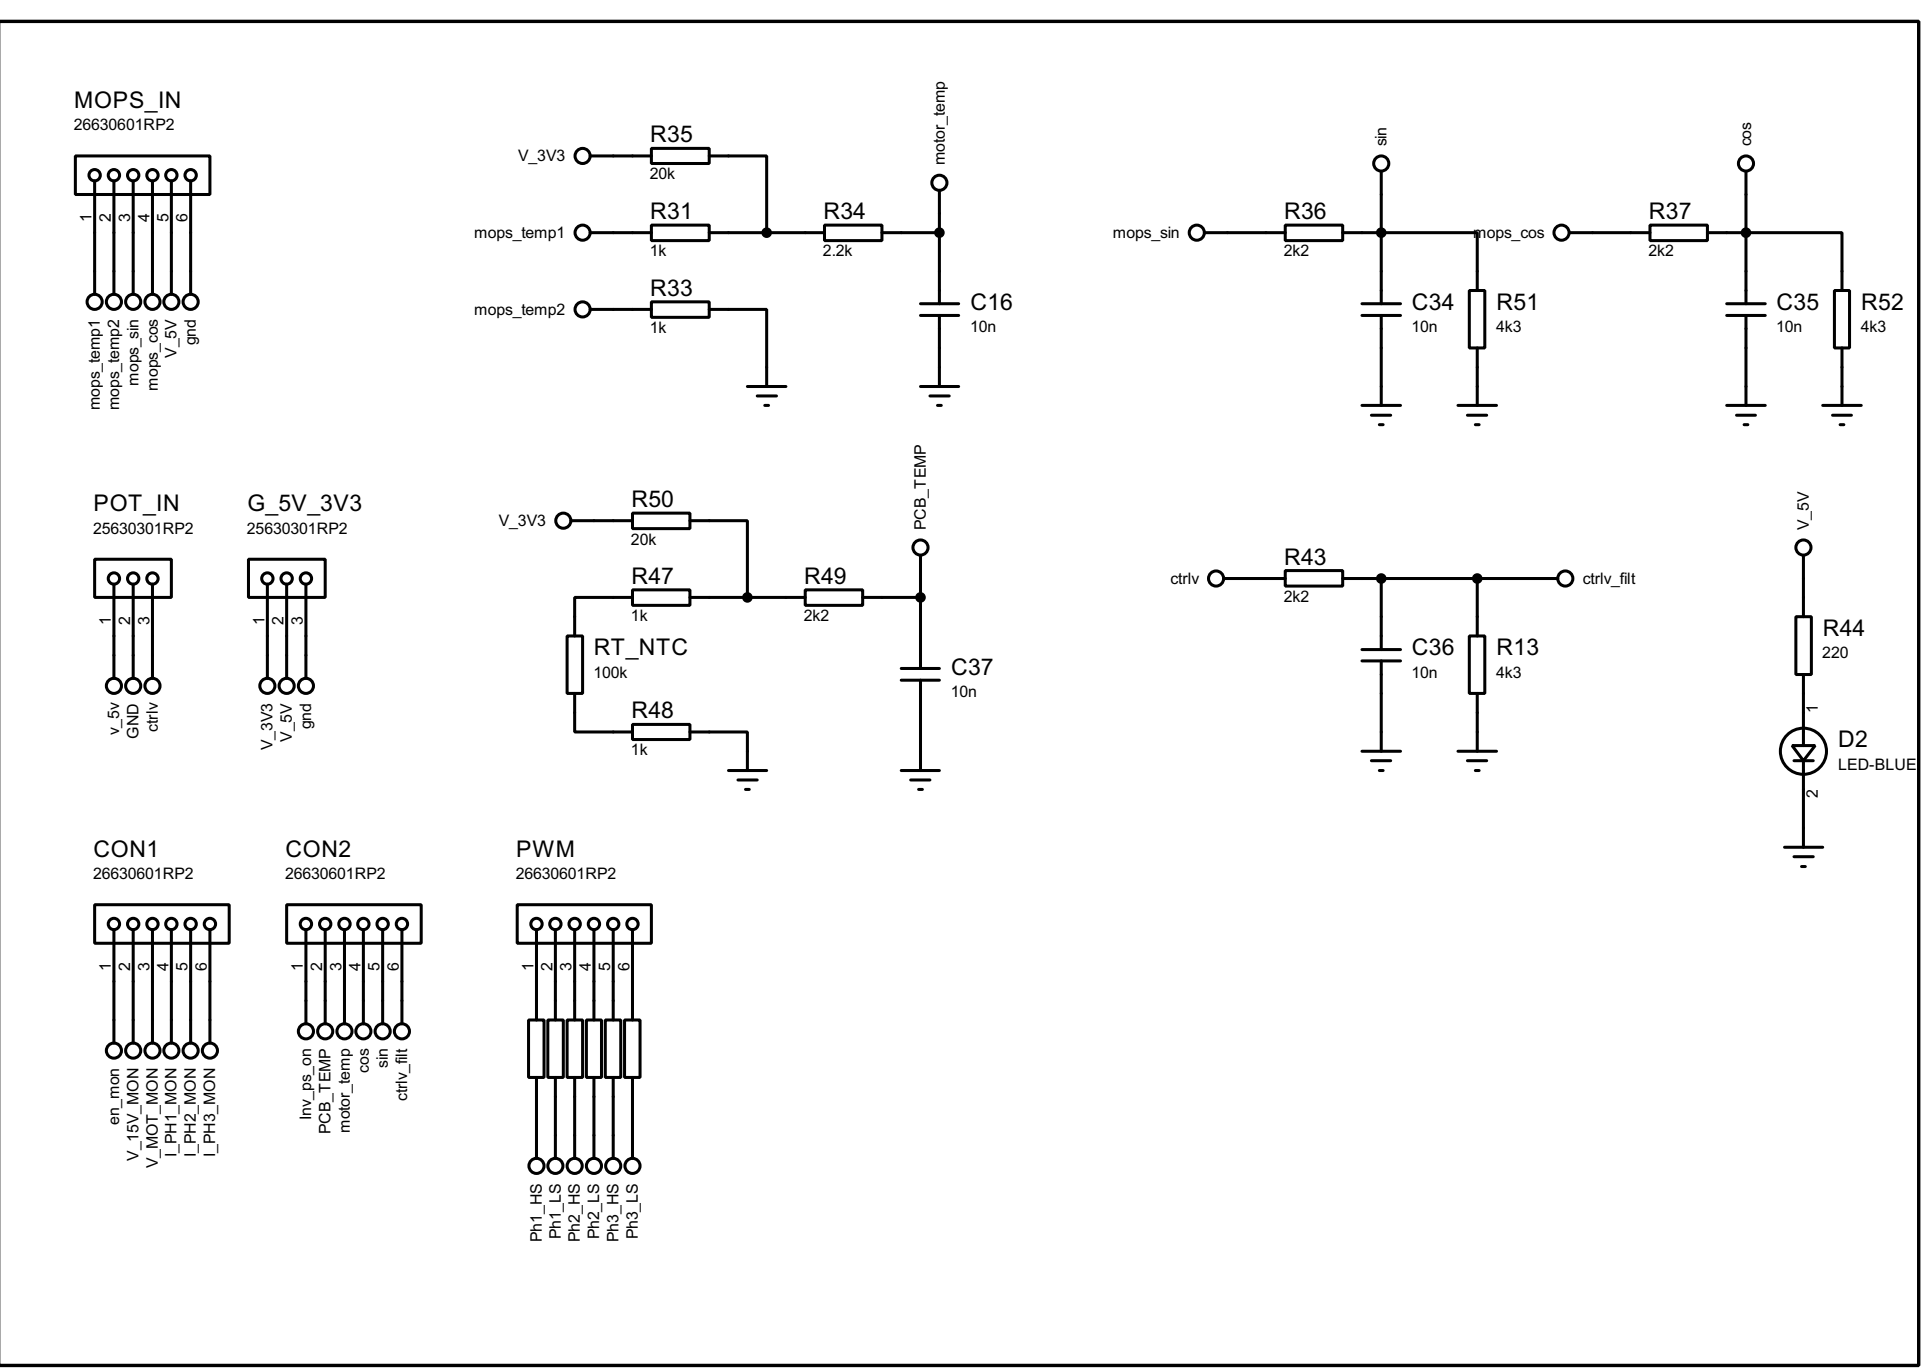 MOPS_IN
26630601RP2
1
2
3
4
5
6
mops_temp1
mops_temp2
mops_sin
mops_cos
V_5V
gnd
V_3V3
R35
20k
mops_temp1
R31
1k
R34
2.2k
motor_temp
mops_temp2
R33
1k
C16
10n
sin
mops_sin
R36
2k2
C34
10n
R51
4k3
cos
mops_cos
R37
2k2
C35
10n
R52
4k3
POT_IN
25630301RP2
1
2
3
v_5v
GND
ctrlv
G_5V_3V3
25630301RP2
1
2
3
V_3V3
V_5V
gnd
V_3V3
R50
20k
R47
1k
R49
2k2
PCB_TEMP
RT_NTC
100k
R48
1k
C37
10n
ctrlv
R43
2k2
ctrlv_filt
C36
10n
R13
4k3
V_5V
R44
220
1
D2
LED-BLUE
2
CON1
26630601RP2
1
2
3
4
5
6
en_mon
V_15V_MON
V_MOT_MON
I_PH1_MON
I_PH2_MON
I_PH3_MON
CON2
26630601RP2
1
2
3
4
5
6
Inv_ps_on
PCB_TEMP
motor_temp
cos
sin
ctrlv_filt
PWM
26630601RP2
1
2
3
4
5
6
Ph1_HS
Ph1_LS
Ph2_HS
Ph2_LS
Ph3_HS
Ph3_LS